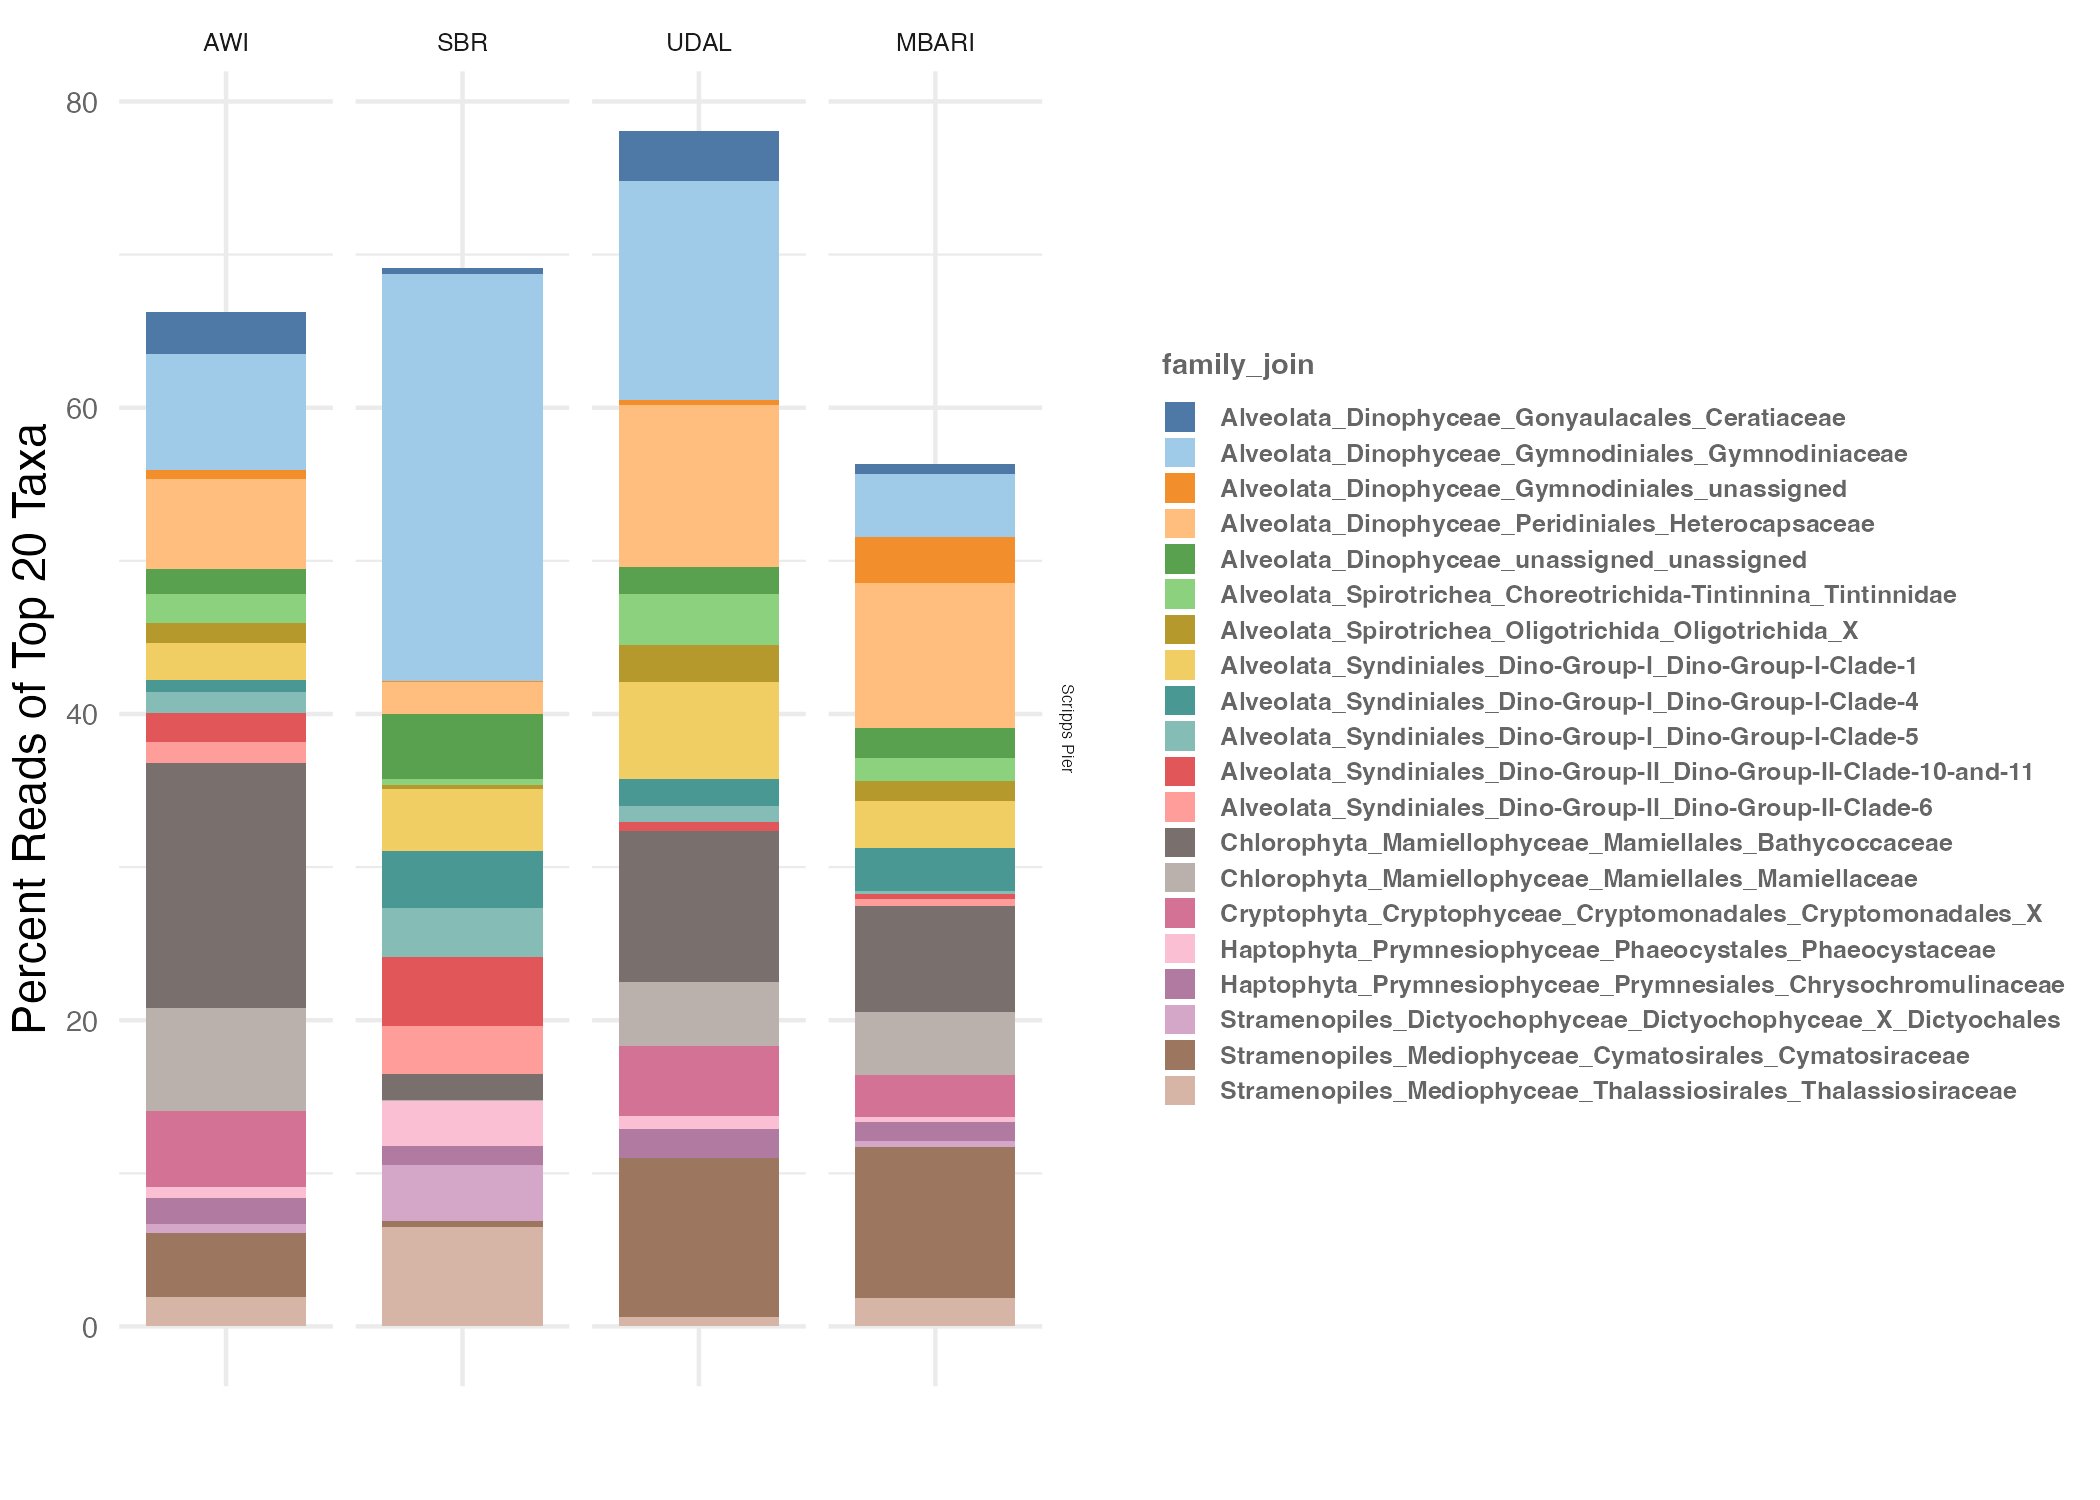 AWI SBR UDAL MBARI
80
60
40
20
0
Percent Reads of Top 20 Taxa
Scripps Pier
family_join
Alveolata_Dinophyceae_Gonyaulacales_Ceratiaceae
Alveolata_Dinophyceae_Gymnodiniales_Gymnodiniaceae
Alveolata_Dinophyceae_Gymnodiniales_unassigned
Alveolata_Dinophyceae_Peridiniales_Heterocapsaceae
Alveolata_Dinophyceae_unassigned_unassigned
Alveolata_Spirotrichea_Choreotrichida-Tintinnina_Tintinnidae
Alveolata_Spirotrichea_Oligotrichida_Oligotrichida_X
Alveolata_Syndiniales_Dino-Group-I_Dino-Group-I-Clade-1
Alveolata_Syndiniales_Dino-Group-I_Dino-Group-I-Clade-4
Alveolata_Syndiniales_Dino-Group-I_Dino-Group-I-Clade-5
Alveolata_Syndiniales_Dino-Group-II_Dino-Group-II-Clade-10-and-11
Alveolata_Syndiniales_Dino-Group-II_Dino-Group-II-Clade-6
Chlorophyta_Mamiellophyceae_Mamiellales_Bathycoccaceae
Chlorophyta_Mamiellophyceae_Mamiellales_Mamiellaceae
Cryptophyta_Cryptophyceae_Cryptomonadales_Cryptomonadales_X
Haptophyta_Prymnesiophyceae_Phaeocystales_Phaeocystaceae
Haptophyta_Prymnesiophyceae_Prymnesiales_Chrysochromulinaceae
Stramenopiles_Dictyochophyceae_Dictyochophyceae_X_Dictyochales
Stramenopiles_Mediophyceae_Cymatosirales_Cymatosiraceae
Stramenopiles_Mediophyceae_Thalassiosirales_Thalassiosiraceae